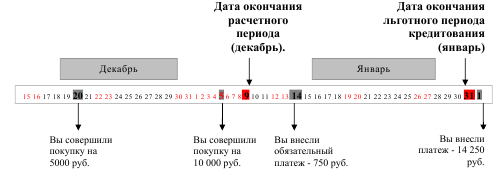 Дата окончания
расчетного
периода
(декабрь).
Дата окончания
льготного периода
кредитования
(январь)
Декабрь
Январь
15 16 17 18 19 20 21 22 23 24 25 26 27 28 29 30 31 1 2 3 4 5 6 7 8 9 10 11 12 13 14 15 16 17 18 19 20 21 22 23 24 25 26 27 28 29 30 31 1
Вы совершили
покупку на
5000 руб.
Вы совершили
покупку на
10 000 руб.
Вы внесли
обязательный
платеж - 750 руб.
Вы внесли
платеж - 14 250
руб.